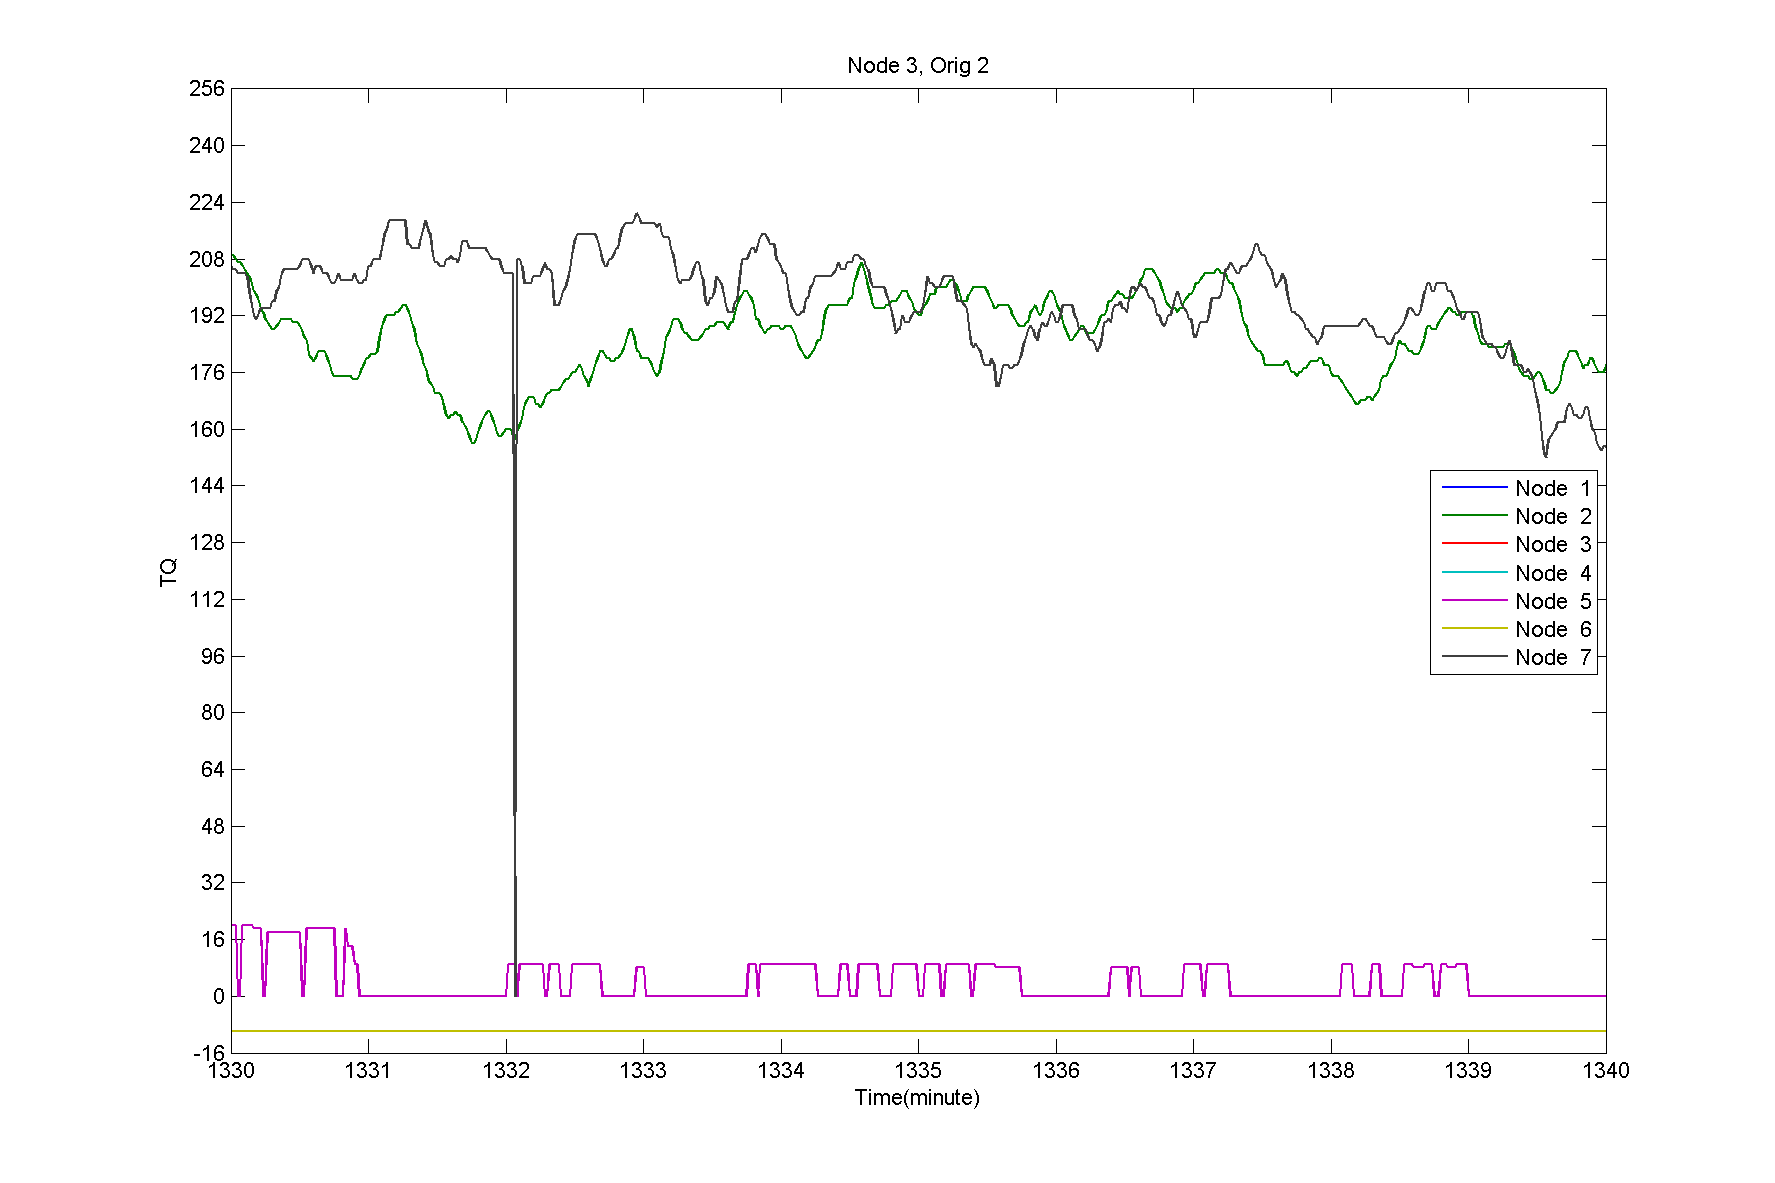 Node 3, Orig 2
256
240
224
208
192
176
160
144
128
112
96
80
64
48
32
16
0
-16
TQ
Node 1
Node 2
Node 3
Node 4
Node 5
Node 6
Node 7
1330 1331 1332 1333 1334 1335 1336 1337 1338 1339 1340
Time(minute)